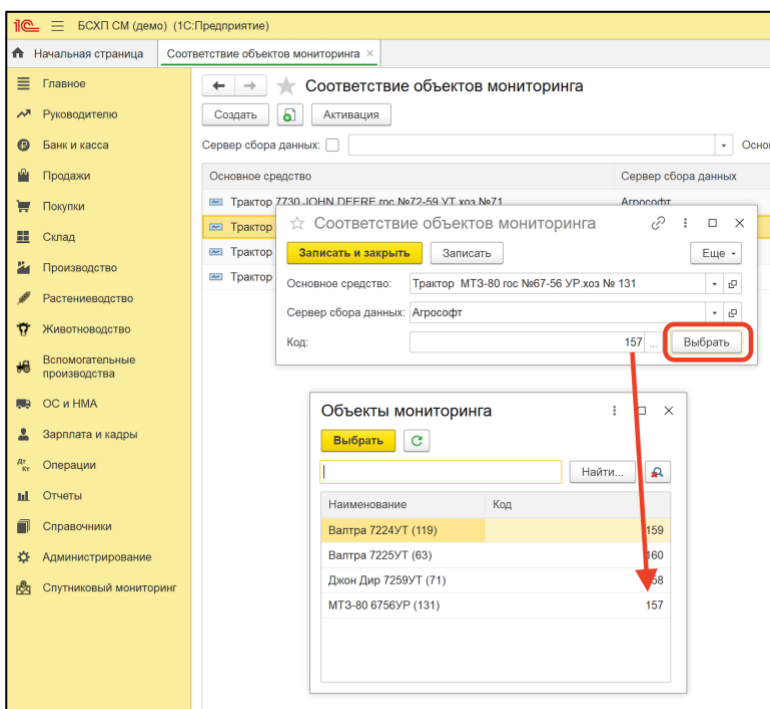 1С БСХП СМ (демо) (1С:Предприятие)
Начальная страница Соответствие объектов мониторинга ×
Главное
Руководителю
Банк и касса
Продажи
Покупки
Склад
Производство
Растениеводство
Животноводство
Вспомогательные
производства
ОС и НМА
Зарплата и кадры
Операции
Отчеты
Справочники
Администрирование
Спутниковый мониторинг
Соответствие объектов мониторинга
Создать Активация
Сервер сбора данных:
Основное средство Сервер сбора данных
Трактор 7730 JOHN DEERE гос №72-59 УТ хоз №71 Агрософт
Трактор
Трактор
Трактор
Соответствие объектов мониторинга
Записать и закрыть Записать Еще
Основное средство: Трактор МТЗ-80 гос №67-56 УР.хоз № 131
Сервер сбора данных: Агрософт
Код: 157 ... Выбрать
Объекты мониторинга
Выбрать
Найти...
Наименование Код
Валтра 7224УТ (119) 159
Валтра 7225УТ (63)
Джон Дир 7259УТ (71)
МТЗ-80 6756УР (131) 157